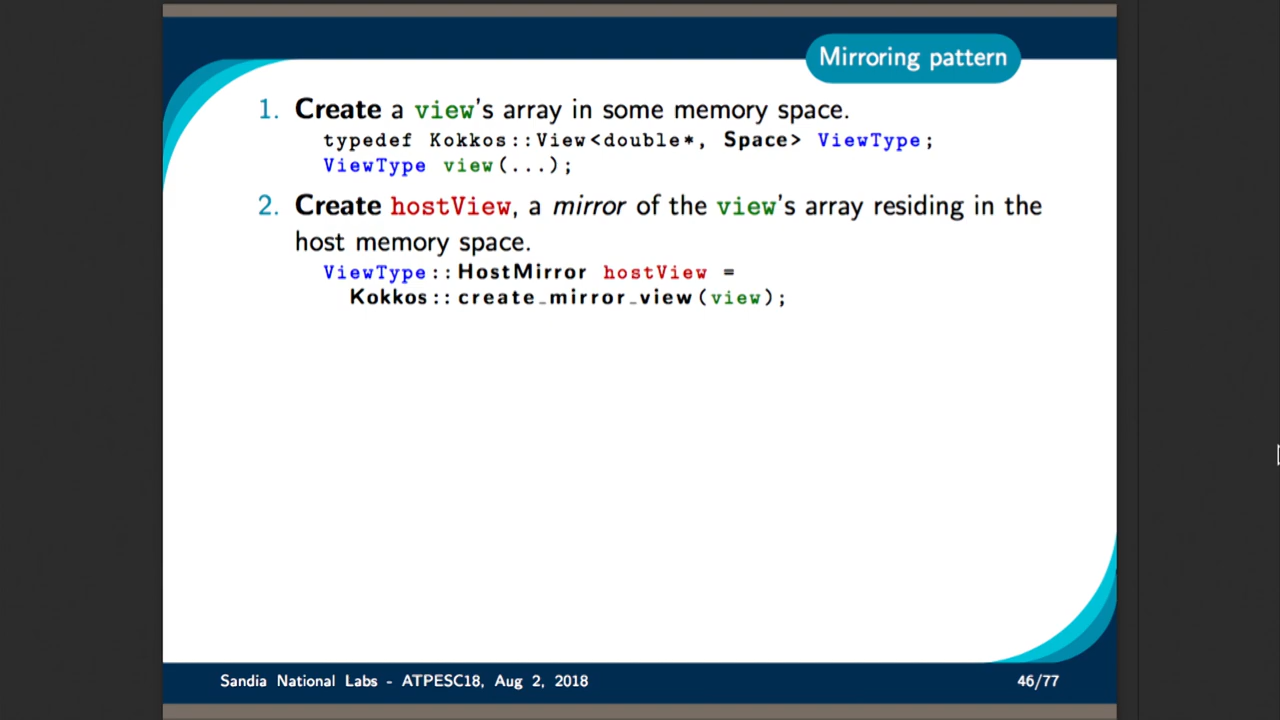 Mirroring pattern
1. Create a view's array in some memory space.
typedef Kokkos::View<double*, Space> ViewType;
ViewType view(...);
2. Create hostView, a mirror of the view's array residing in the
host memory space.
ViewType::HostMirror hostView =
Kokkos::create_mirror_view(view);
Sandia National Labs - ATPESC18, Aug 2, 2018
46/77